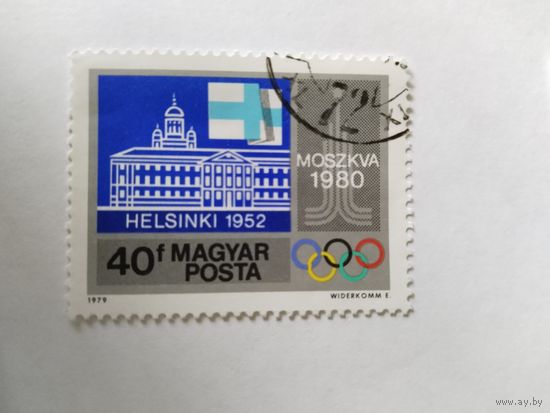 MOSZKVA
1980
HELSINKI 1952
40f MAGYAR
POSTA
1979
WIDERKOMM E.
www.ay.by